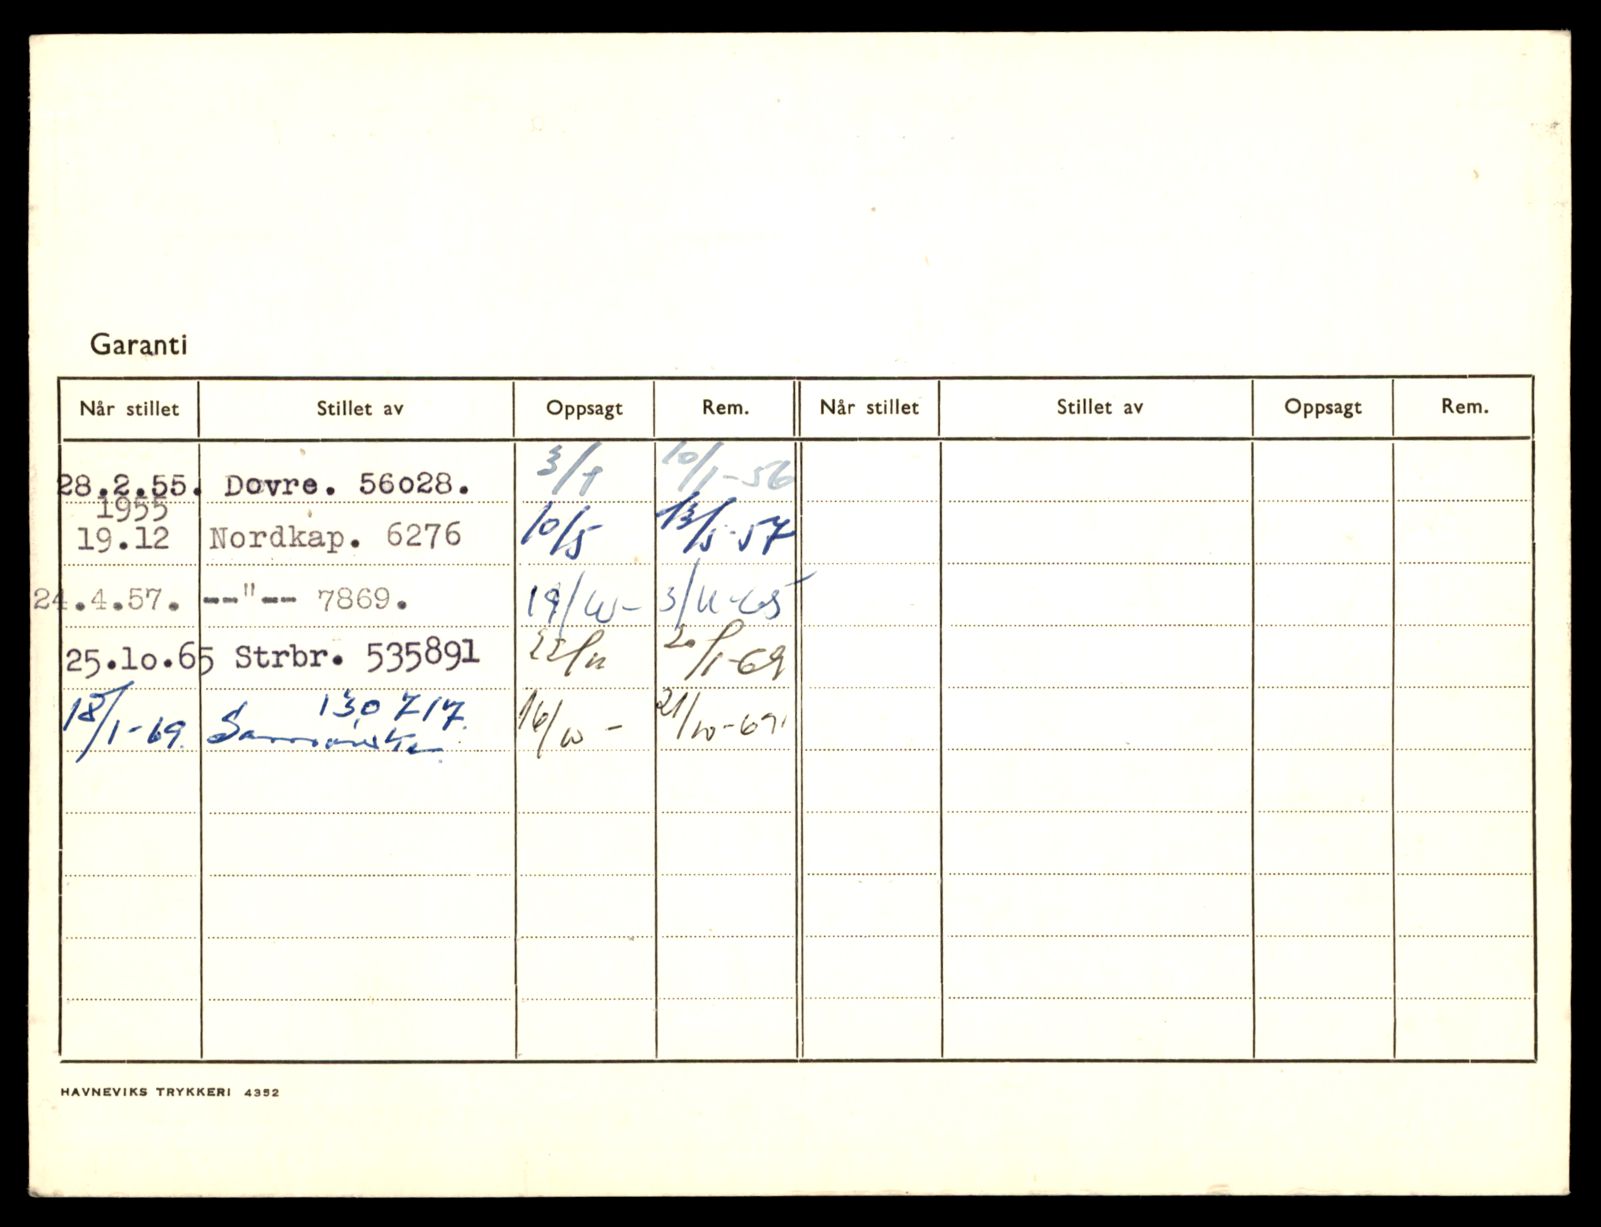 Garanti
Når stillet Stillet av Oppsagt Rem. Når stillet Stillet av Oppsagt Rem.
28.2.55. Dovre. 56o28. 3/1 10/1-56
1955
19.12 Nordkap. 6276 10/5 13/5-57
24.4.57. --"-- 7869. 19/10- 3/11-65
25.1o.65 Strbr. 535891 22/11 20/1-69
18/1-69. 130717. 16/10- 21/10-69
HAVNEVIKS TRYKKERI 4352